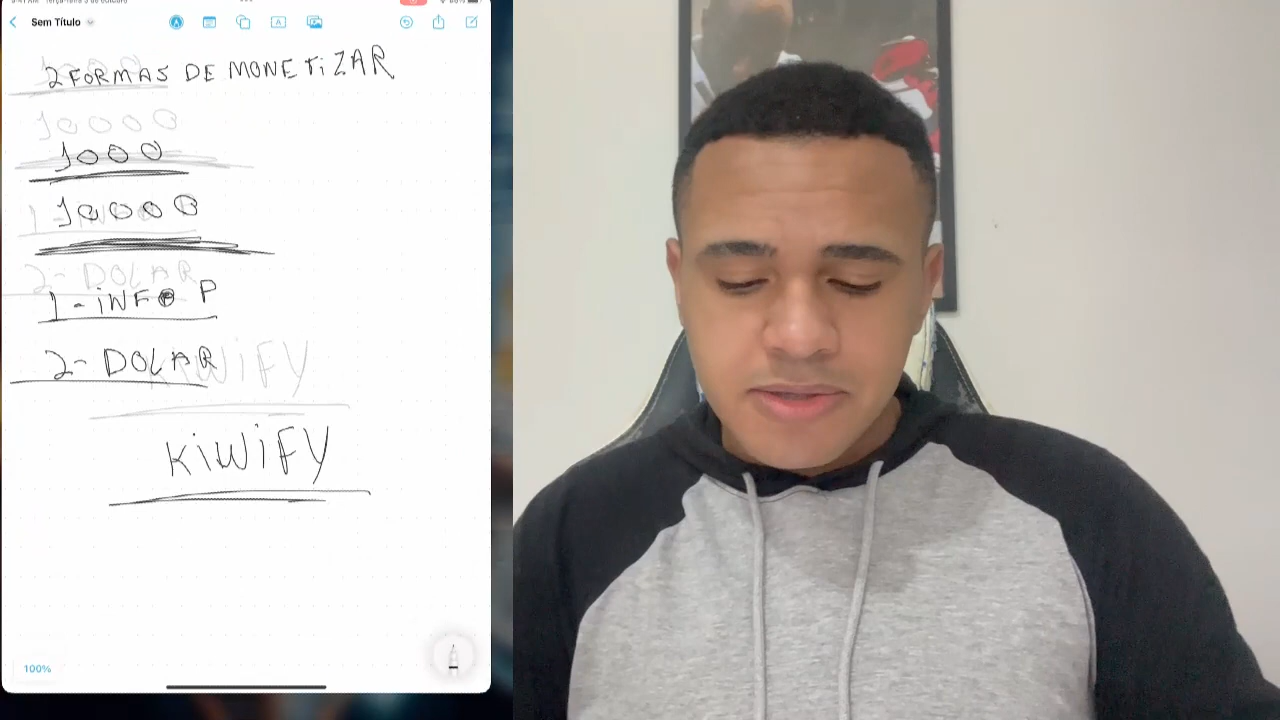 Sem Título
2 FORMAS DE MONETIZAR
1000
10000
1 - iNFO P
2 - DOLAR
KiWiFY
100%